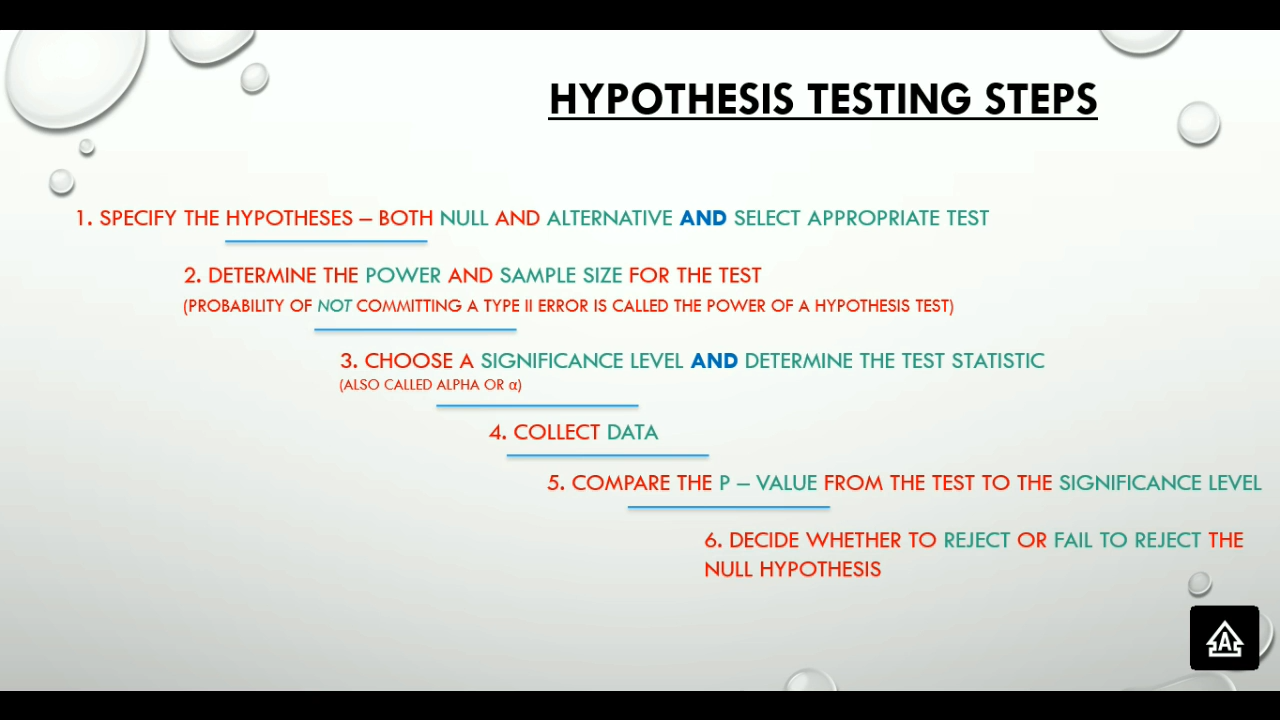 HYPOTHESIS TESTING STEPS
1. SPECIFY THE HYPOTHESES – BOTH NULL AND ALTERNATIVE AND SELECT APPROPRIATE TEST
2. DETERMINE THE POWER AND SAMPLE SIZE FOR THE TEST
(PROBABILITY OF NOT COMMITTING A TYPE II ERROR IS CALLED THE POWER OF A HYPOTHESIS TEST)
3. CHOOSE A SIGNIFICANCE LEVEL AND DETERMINE THE TEST STATISTIC
(ALSO CALLED ALPHA OR α)
4. COLLECT DATA
5. COMPARE THE P – VALUE FROM THE TEST TO THE SIGNIFICANCE LEVEL
6. DECIDE WHETHER TO REJECT OR FAIL TO REJECT THE
NULL HYPOTHESIS
A